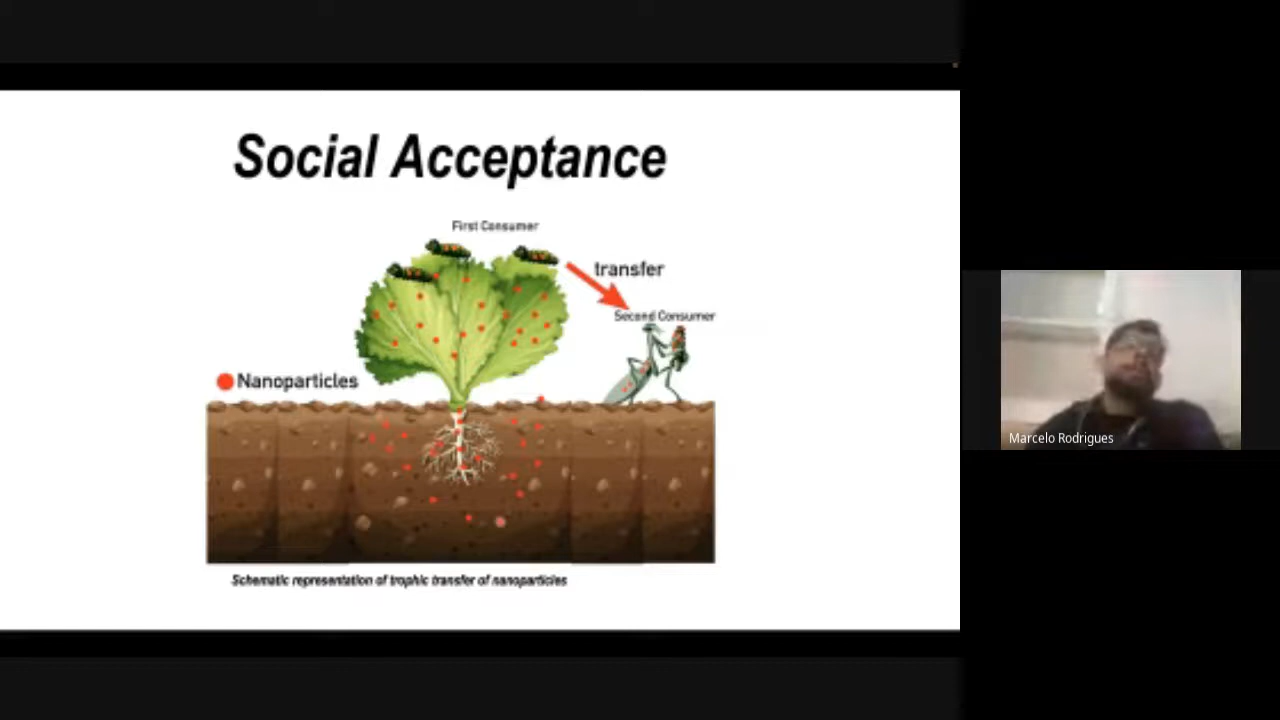 Social Acceptance
First Consumer
transfer
Second Consumer
Nanoparticles
Schematic representation of trophic transfer of nanoparticles
Marcelo Rodrigues